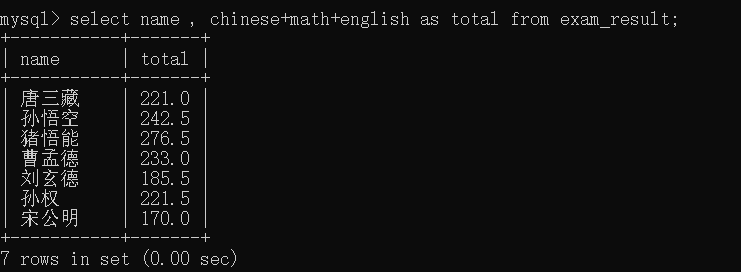 mysql> select name , chinese+math+english as total from exam_result;
+-----------+-------+
| name      | total |
+-----------+-------+
| 唐三藏    | 221.0 |
| 孙悟空    | 242.5 |
| 猪悟能    | 276.5 |
| 曹孟德    | 233.0 |
| 刘玄德    | 185.5 |
| 孙权      | 221.5 |
| 宋公明    | 170.0 |
+-----------+-------+
7 rows in set (0.00 sec)